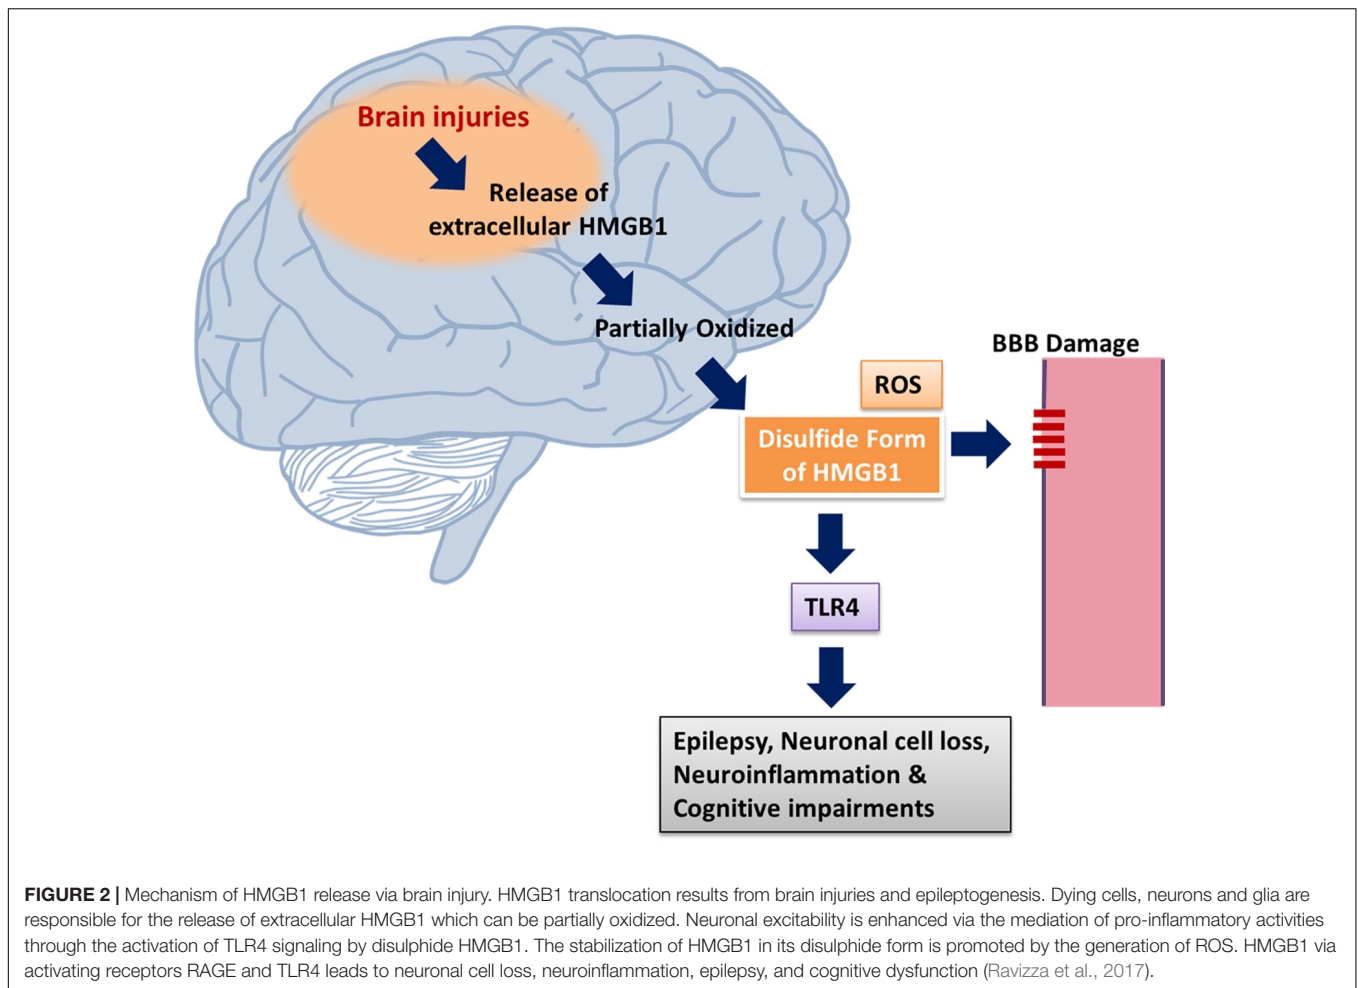 Brain injuries
Release of
extracellular HMGB1
Partially Oxidized
BBB Damage
ROS
Disulfide Form
of HMGB1
TLR4
Epilepsy, Neuronal cell loss,
Neuroinflammation &
Cognitive impairments
FIGURE 2 | Mechanism of HMGB1 release via brain injury. HMGB1 translocation results from brain injuries and epileptogenesis. Dying cells, neurons and glia are
responsible for the release of extracellular HMGB1 which can be partially oxidized. Neuronal excitability is enhanced via the mediation of pro-inflammatory activities
through the activation of TLR4 signaling by disulphide HMGB1. The stabilization of HMGB1 in its disulphide form is promoted by the generation of ROS. HMGB1 via
activating receptors RAGE and TLR4 leads to neuronal cell loss, neuroinflammation, epilepsy, and cognitive dysfunction (Ravizza et al., 2017).